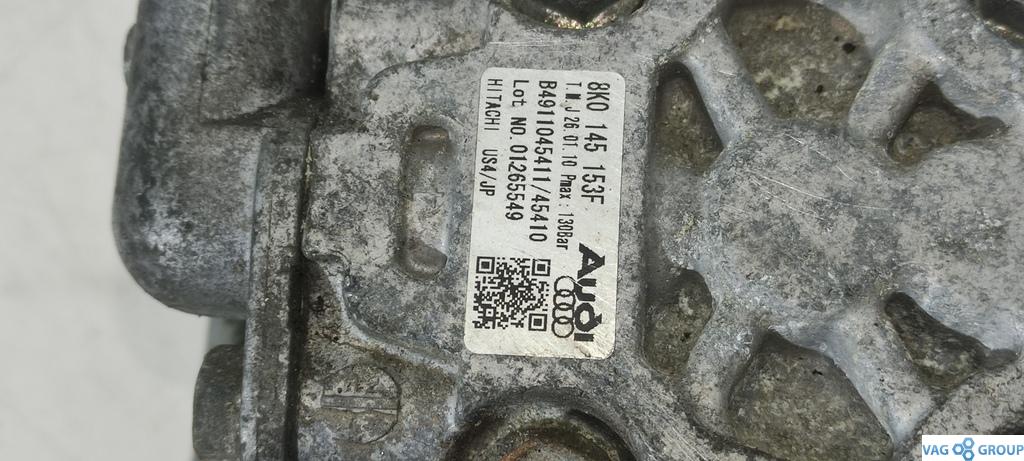 8K0 145 153F
T.M.J 26.01.10 Pmax : 130Bar
B4911045411/45410
Lot NO. 01265549
HITACHI US4/JP
Audi
VAG GROUP